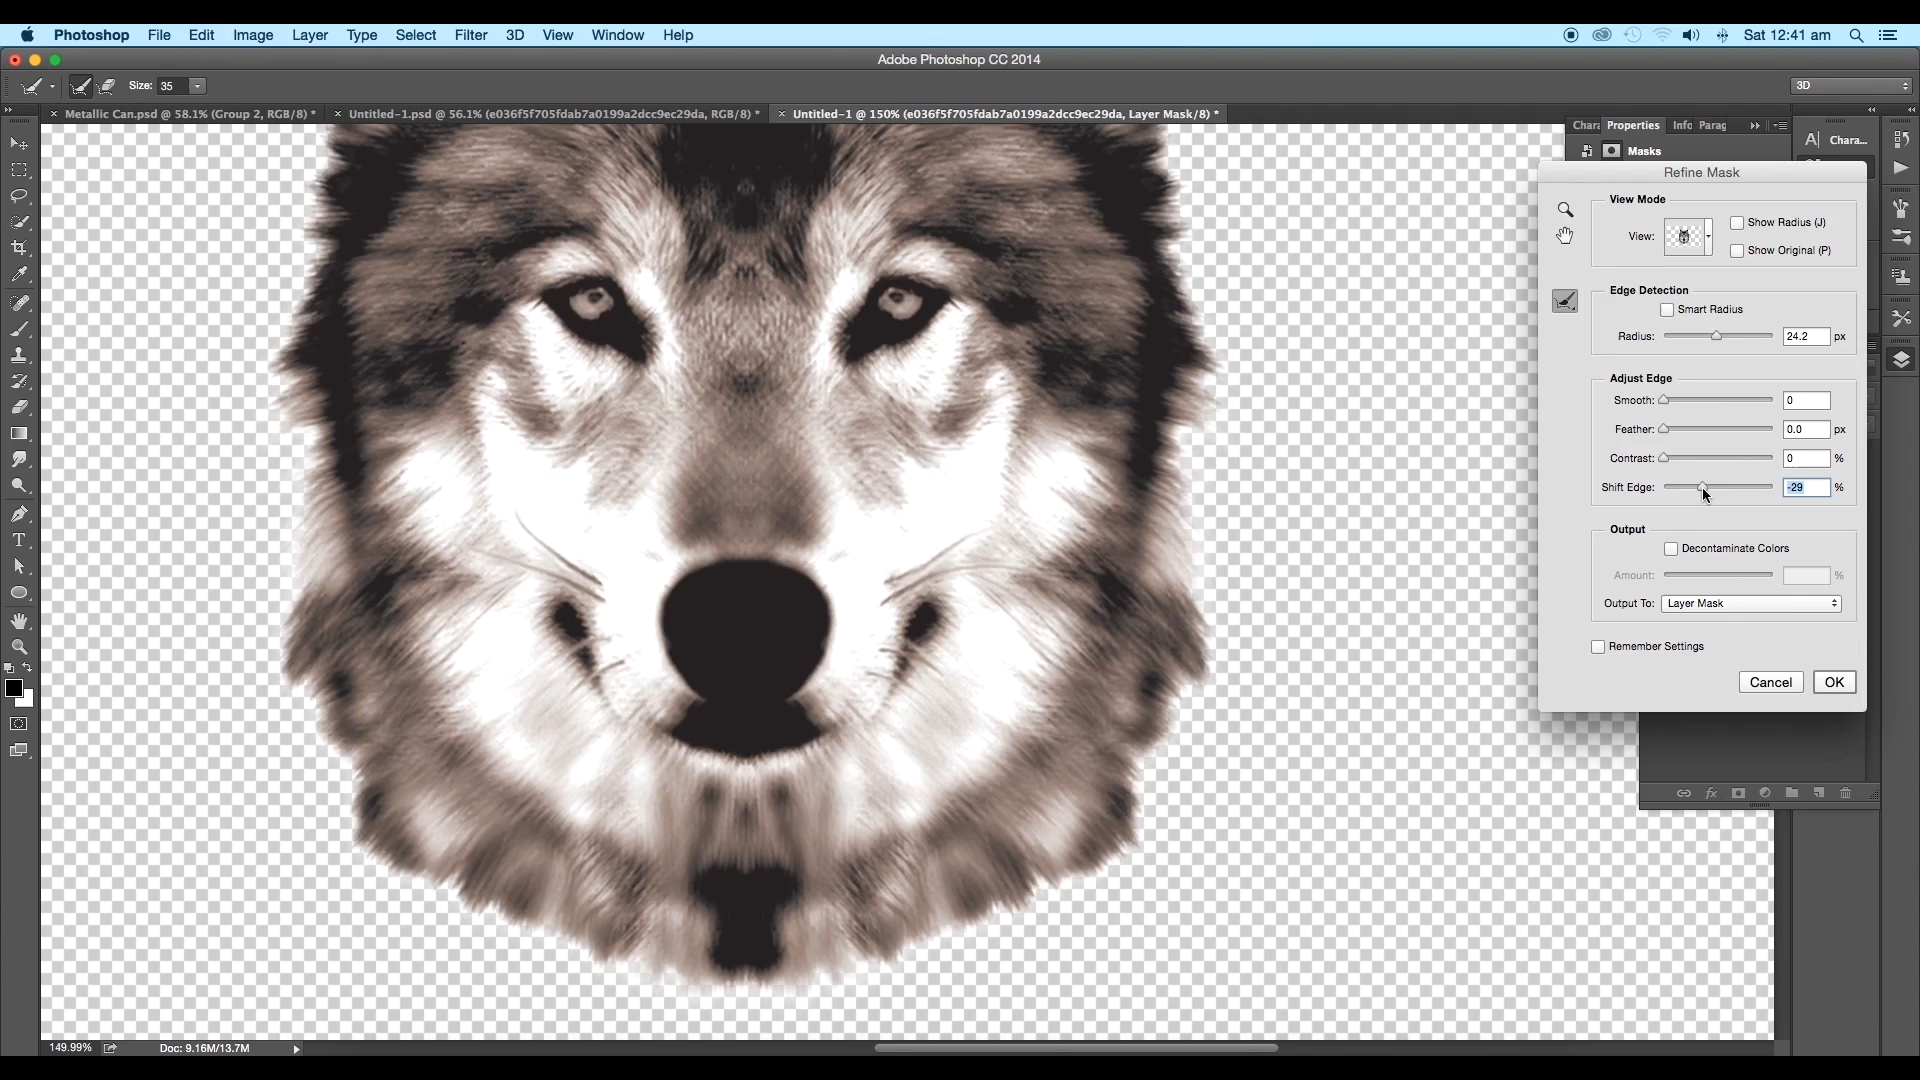 Photoshop File Edit Image Layer Type Select Filter 3D View Window Help Sat 12:41 am
Adobe Photoshop CC 2014
Size: 35 3D
Metallic Can.psd @ 58.1% (Group 2, RGB/8) * Untitled-1.psd @ 56.1% (e036f5f705fdab7a0199a2dcc9ec29da, RGB/8) * Untitled-1 @ 150% (e036f5f705fdab7a0199a2dcc9ec29da, Layer Mask/8) *
Chara Properties Info Parag
Chara...
Masks
Refine Mask
View Mode
View:
Show Radius (J)
Show Original (P)
Edge Detection
Smart Radius
Radius: 24.2 px
Adjust Edge
Smooth: 0
Feather: 0.0 px
Contrast: 0 %
Shift Edge: -29 %
Output
Decontaminate Colors
Amount: %
Output To: Layer Mask
Remember Settings
Cancel OK
fx
149.99% Doc: 9.16M/13.7M